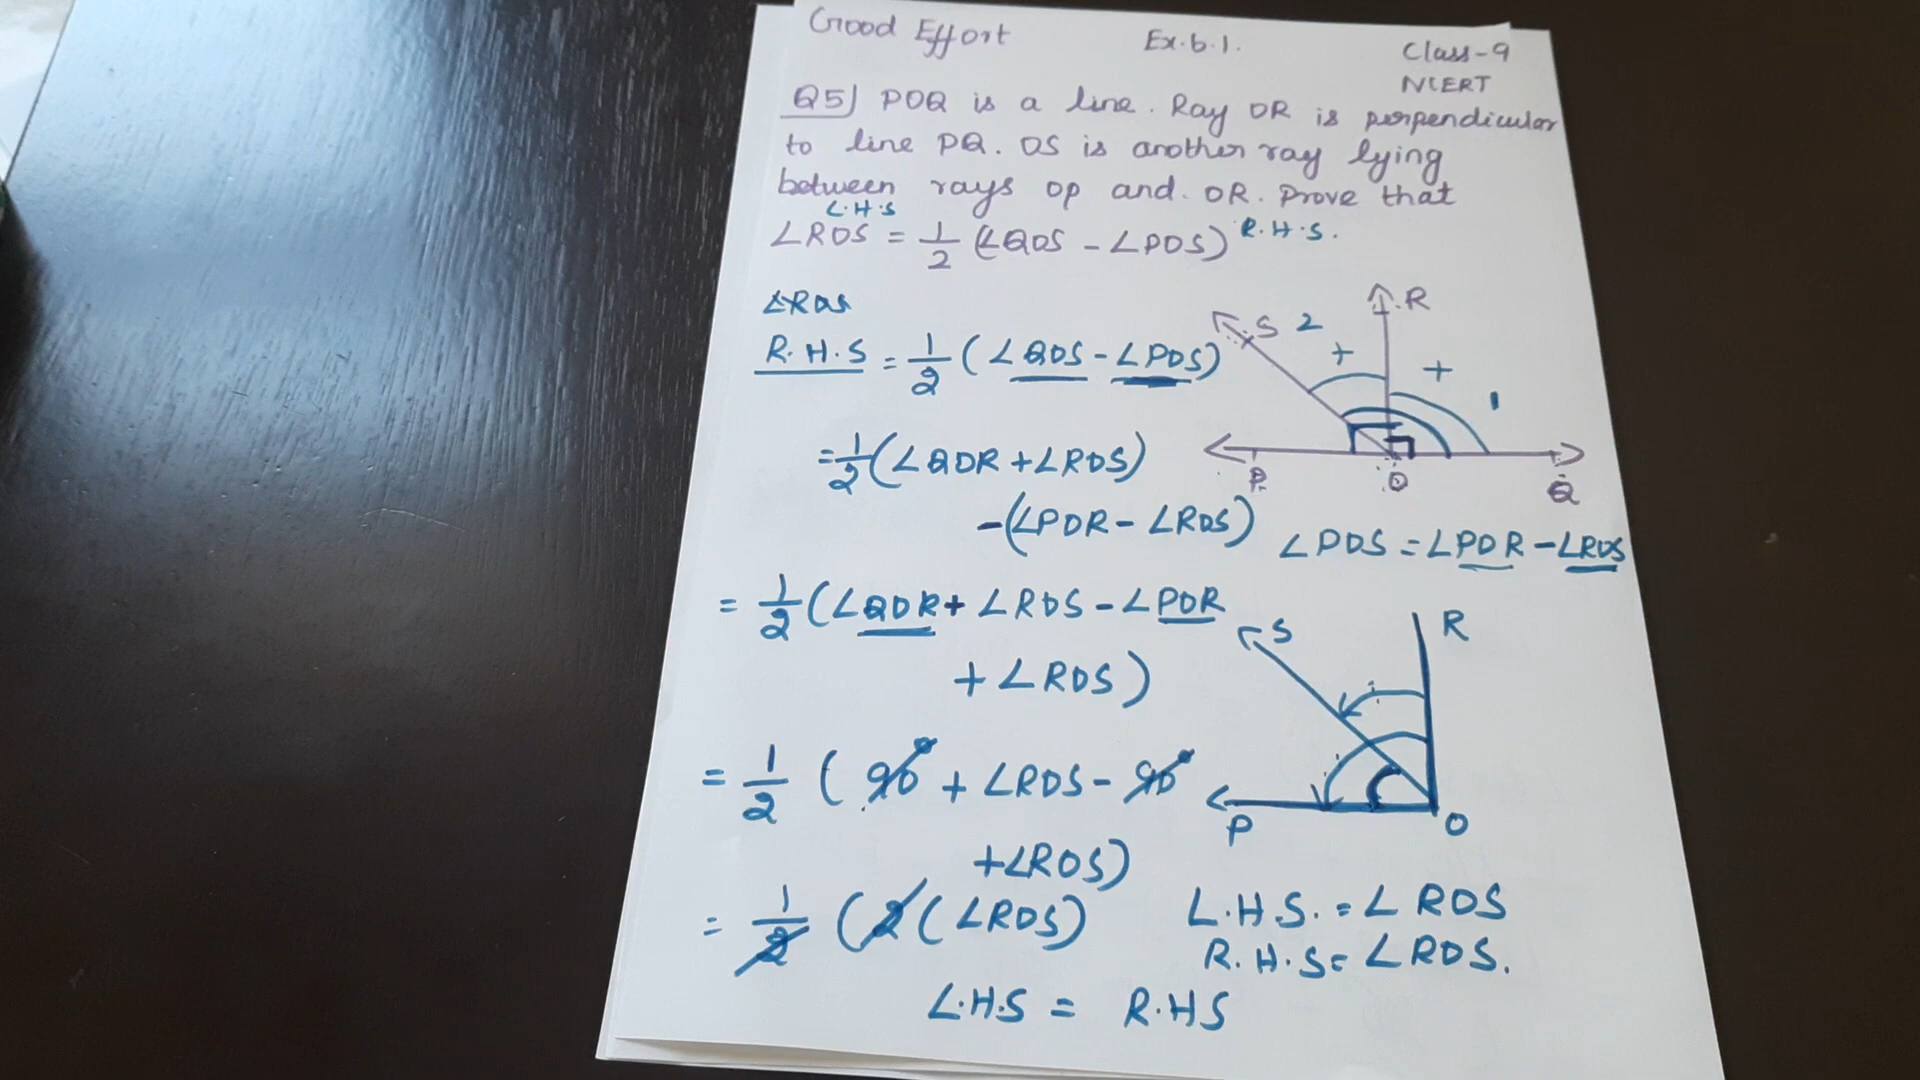 Good Effort Ex.6.1. Class-9
NCERT
Q5) POQ is a line. Ray OR is perpendicular
to line PQ. OS is another ray lying
between rays OP and. OR. Prove that
L.H.S
∠ROS = 1/2 (∠QOS - ∠POS) R.H.S.
∠ROS
R.H.S = 1/2 (∠QOS - ∠POS)
= 1/2 (∠QOR + ∠ROS)
-(∠POR - ∠ROS)
= 1/2 (∠QOR + ∠ROS - ∠POR
+ ∠ROS)
= 1/2 ( 90° + ∠ROS - 90°
+∠ROS)
= 1/2 (2 (∠ROS)
L.H.S = R.HS
R
S 2
+ +
1
P O Q
∠POS = ∠POR - ∠ROS
S R
P O
L.H.S. = ∠ROS
R.H.S = ∠ROS.